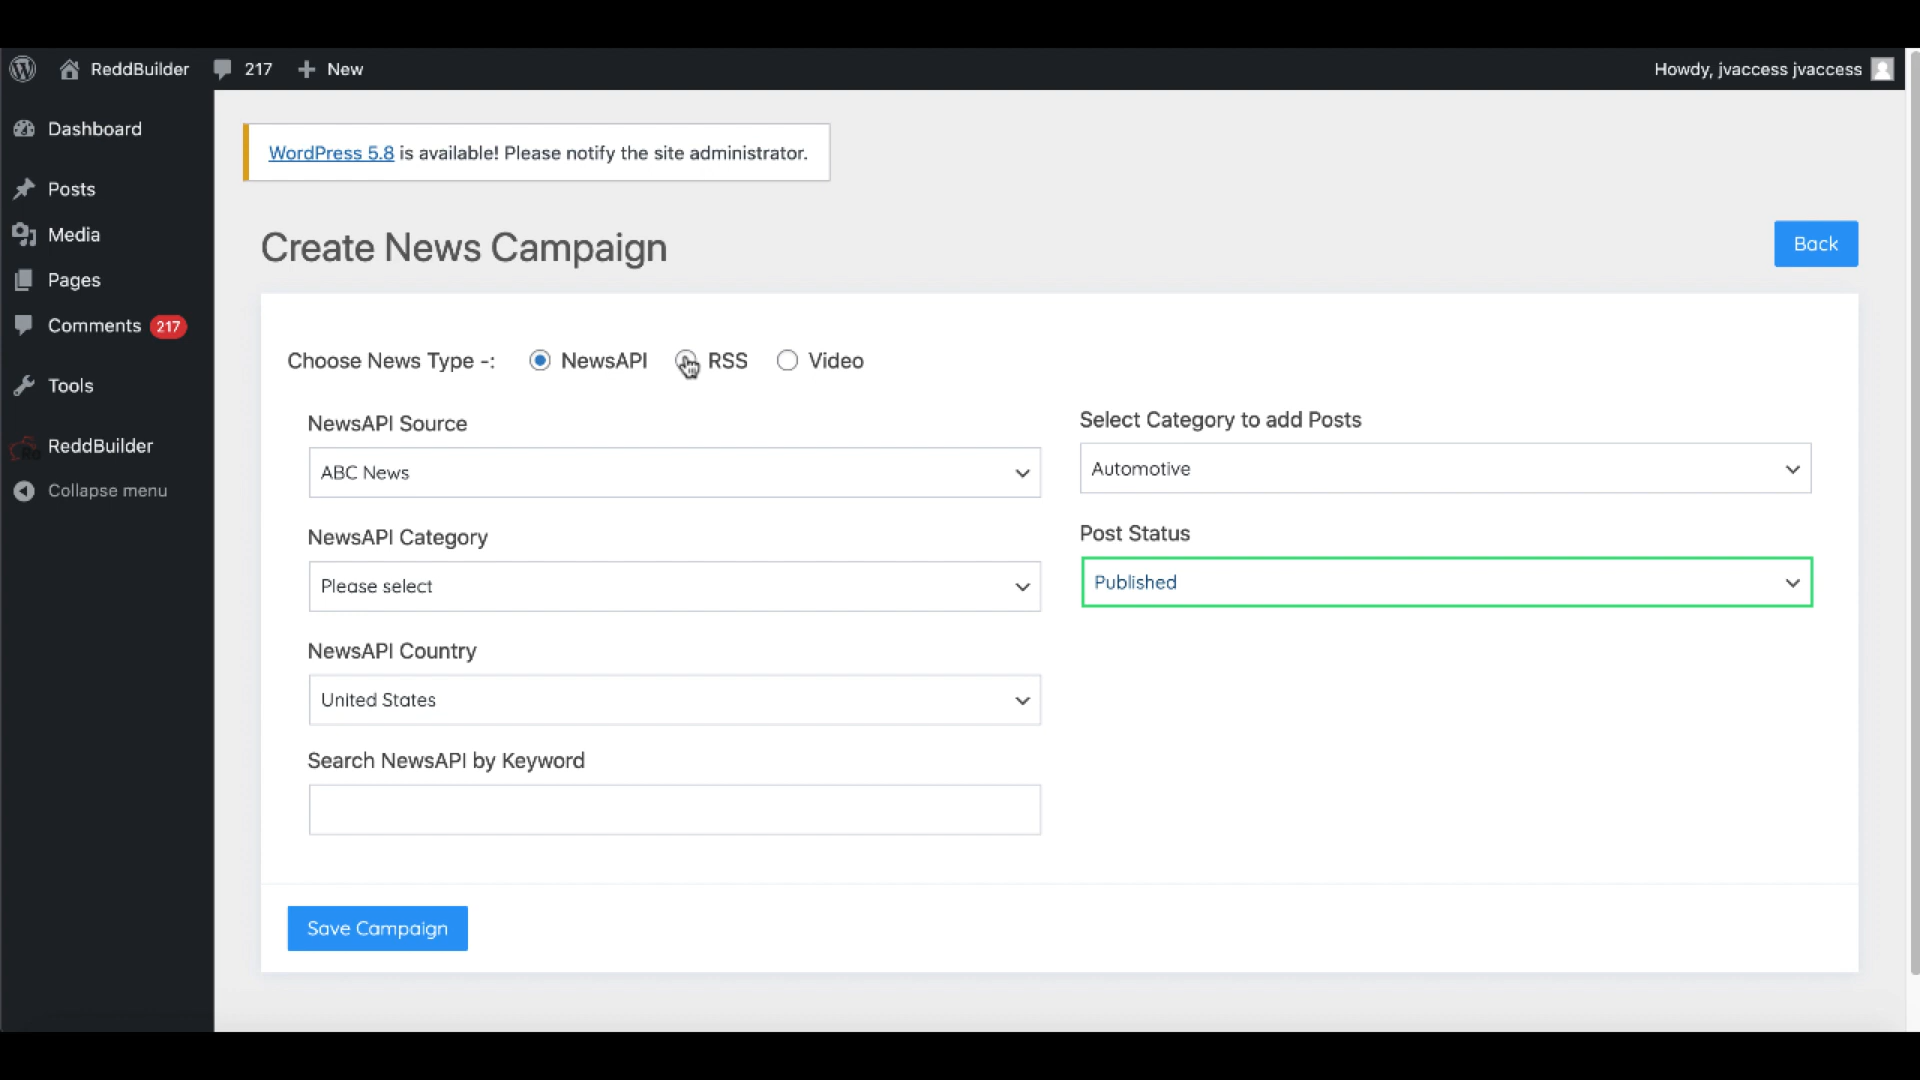 ReddBuilder 217 New Howdy, jvaccess jvaccess
Dashboard
Posts
Media
Pages
Comments 217
Tools
ReddBuilder
Collapse menu
WordPress 5.8 is available! Please notify the site administrator.
Create News Campaign
Back
Choose News Type -: NewsAPI RSS Video
NewsAPI Source
ABC News
NewsAPI Category
Please select
NewsAPI Country
United States
Search NewsAPI by Keyword
Select Category to add Posts
Automotive
Post Status
Published
Save Campaign